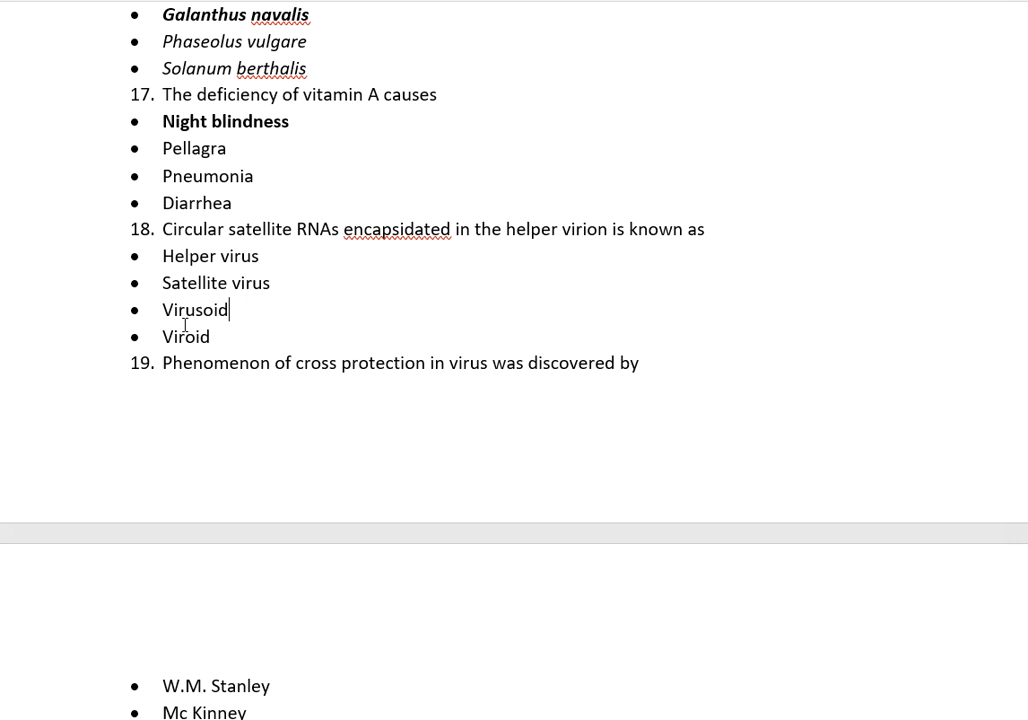 • Galanthus navalis
• Phaseolus vulgare
• Solanum berthalis
17. The deficiency of vitamin A causes
• Night blindness
• Pellagra
• Pneumonia
• Diarrhea
18. Circular satellite RNAs encapsidated in the helper virion is known as
• Helper virus
• Satellite virus
• Virusoid
• Viroid
19. Phenomenon of cross protection in virus was discovered by
• W.M. Stanley
• Mc Kinney